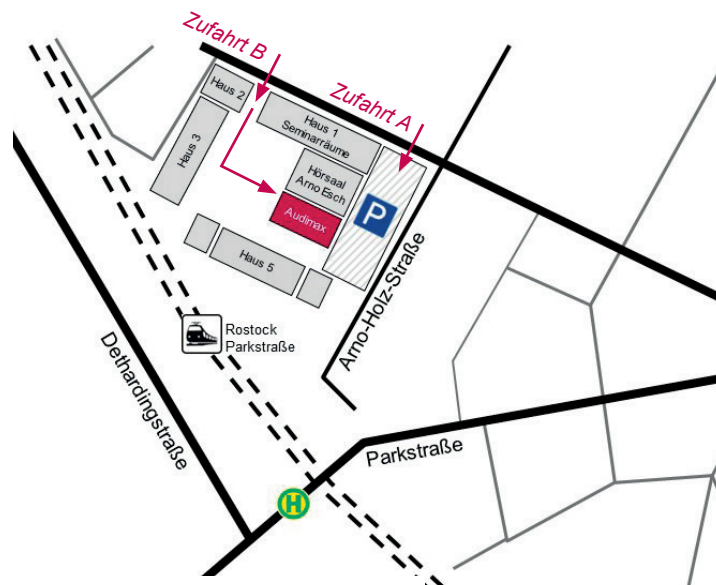 Zufahrt B
Zufahrt A
Haus 2
Haus 1
Seminarräume
Haus 3
Hörsaal
Arno Esch
Audimax
P
Haus 5
Arno-Holz-Straße
Rostock
Parkstraße
Dethardingstraße
Parkstraße
H